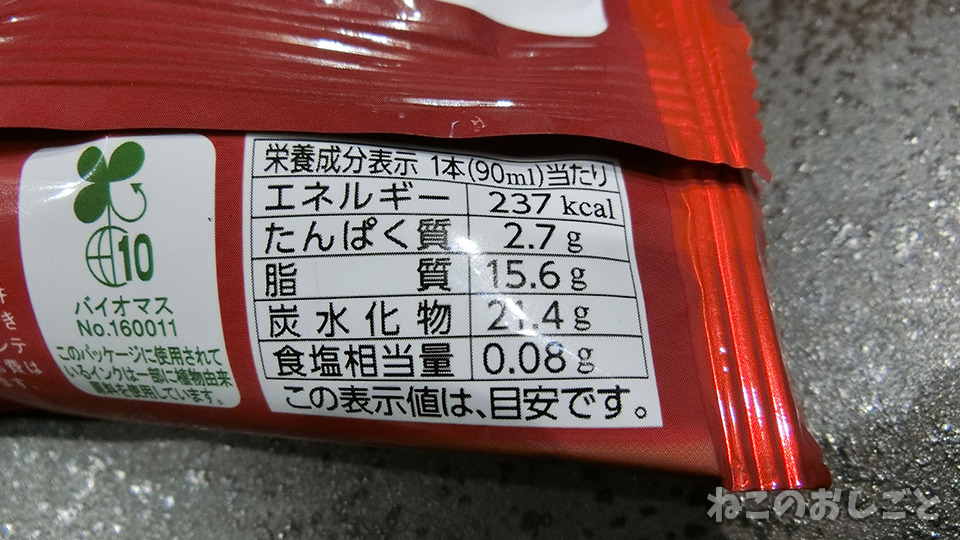 10
バイオマス
No.160011
このパッケージに使用されて
いるインクは一部に植物由来
原料を使用しています。
栄養成分表示 1本(90ml)当たり
エネルギー 237 kcal
たんぱく質 2.7 g
脂質 15.6 g
炭水化物 21.4 g
食塩相当量 0.08 g
この表示値は、目安です。
ねこのおしごと